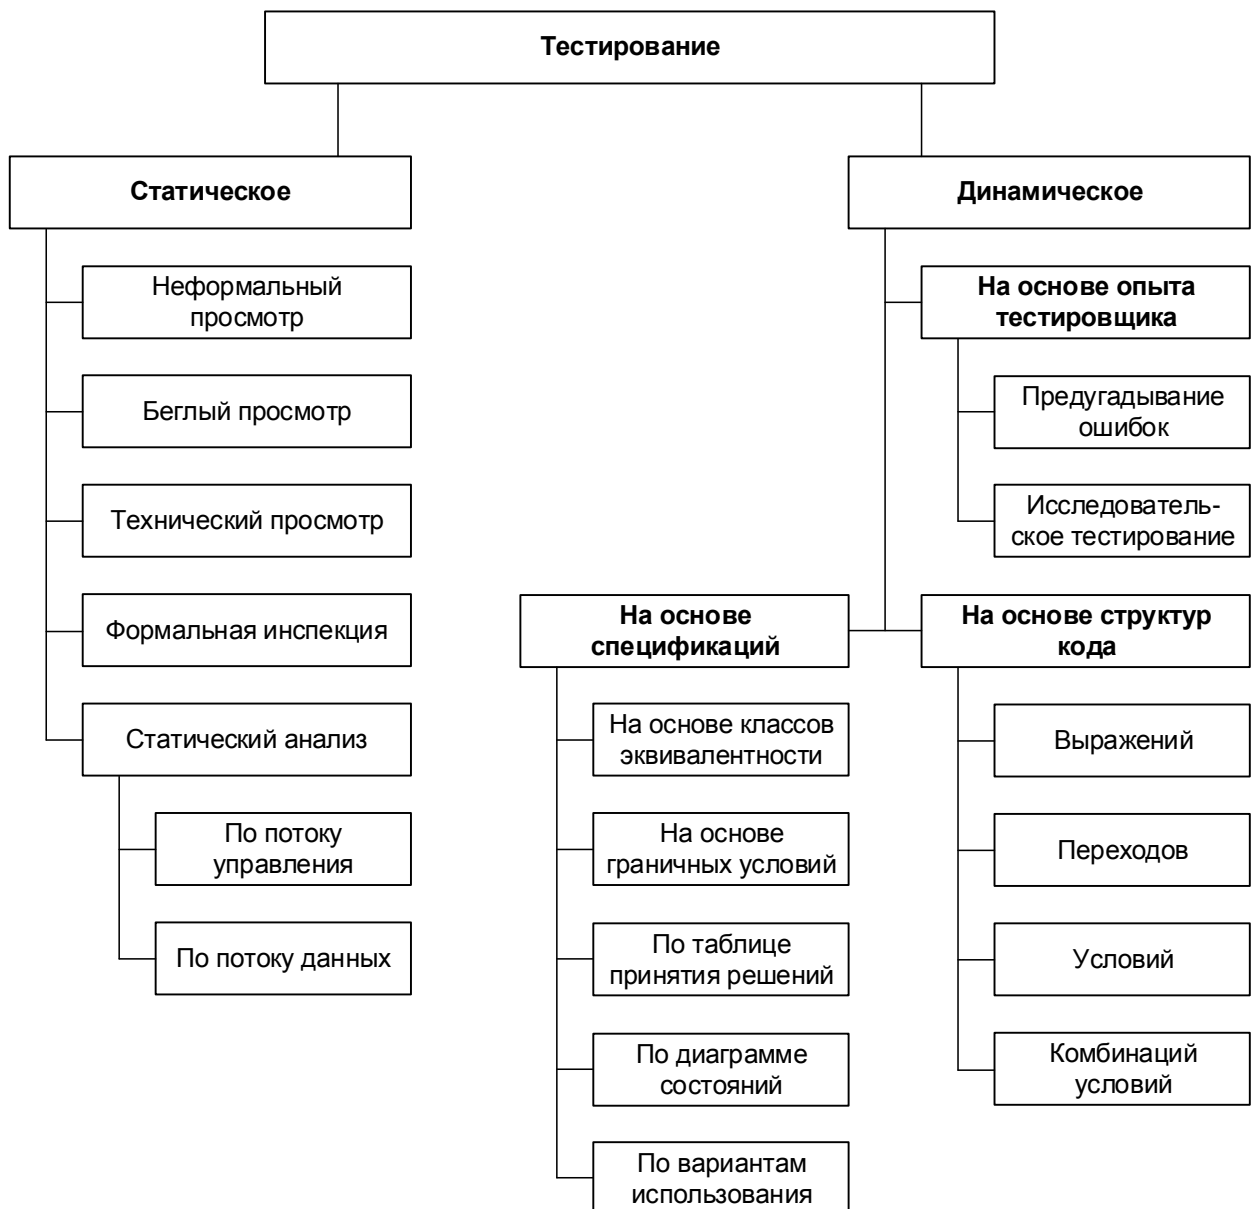 Тестирование
Статическое
Неформальный
просмотр
Беглый просмотр
Технический просмотр
Формальная инспекция
Статический анализ
По потоку
управления
По потоку данных
Динамическое
На основе опыта
тестировщика
Предугадывание
ошибок
Исследователь-
ское тестирование
На основе
спецификаций
На основе классов
эквивалентности
На основе
граничных условий
По таблице
принятия решений
По диаграмме
состояний
По вариантам
использования
На основе структур
кода
Выражений
Переходов
Условий
Комбинаций
условий